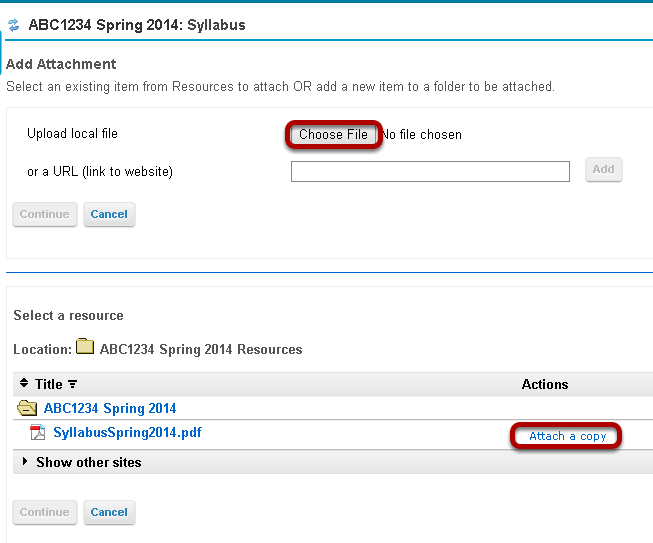 ABC1234 Spring 2014: Syllabus
Add Attachment
Select an existing item from Resources to attach OR add a new item to a folder to be attached.
Upload local file Choose File No file chosen
or a URL (link to website) Add
Continue Cancel
Select a resource
Location: ABC1234 Spring 2014 Resources
Title Actions
ABC1234 Spring 2014
SyllabusSpring2014.pdf Attach a copy
Show other sites
Continue Cancel